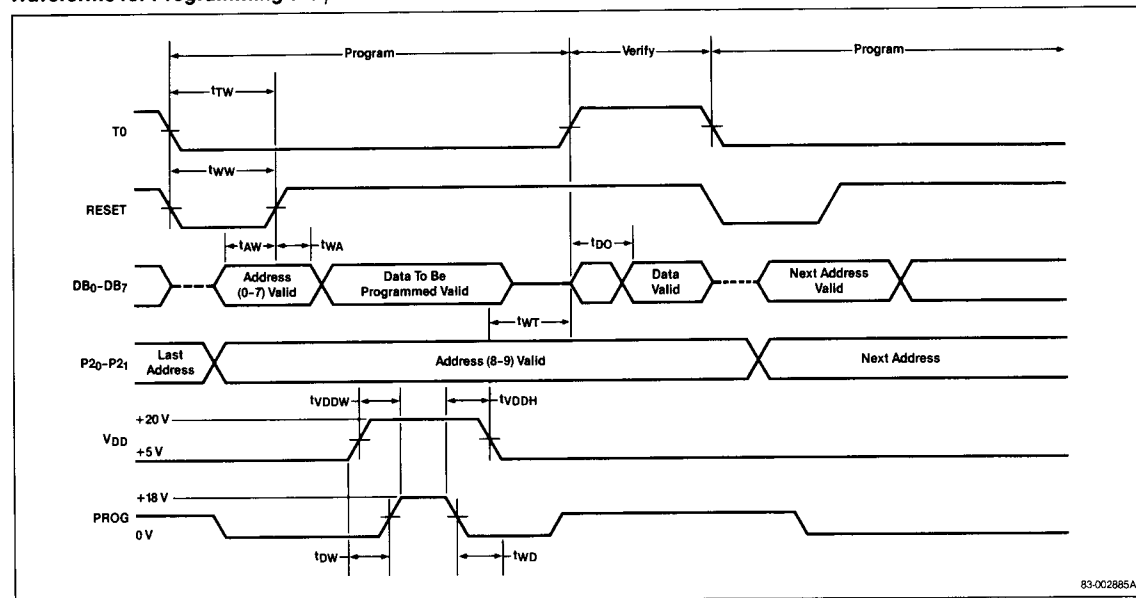 Waveforms for Programming
Program
Verify
Program
tTW
T0
tWW
RESET
tAW
tWA
tDO
DB0-DB7
Address
(0-7) Valid
Data To Be
Programmed Valid
Data
Valid
Next Address
Valid
tWT
P20-P21
Last
Address
Address (8-9) Valid
Next Address
tVDDW
tVDDH
+20 V
VDD
+5 V
+18 V
PROG
0 V
tDW
tWD
83-002885A